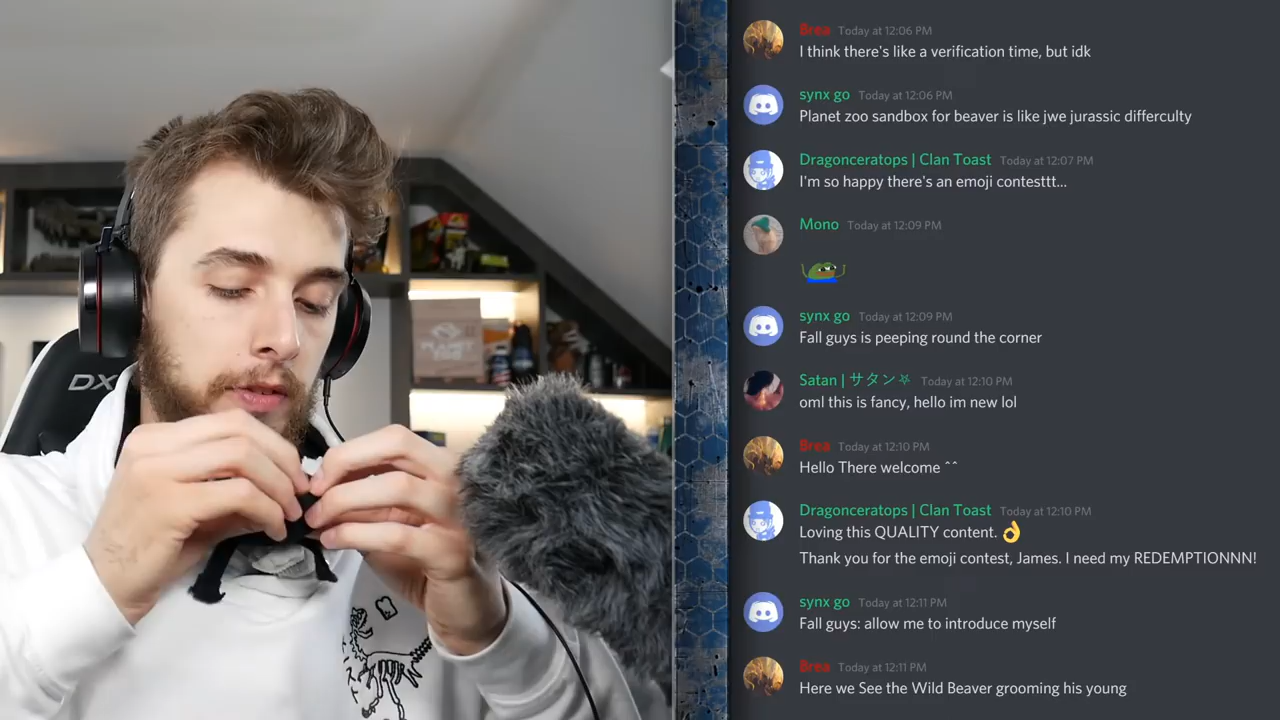 Brea Today at 12:06 PM
I think there's like a verification time, but idk
synx go Today at 12:06 PM
Planet zoo sandbox for beaver is like jwe jurassic differculty
Dragonceratops | Clan Toast Today at 12:07 PM
I'm so happy there's an emoji contesttt...
Mono Today at 12:09 PM
synx go Today at 12:09 PM
Fall guys is peeping round the corner
Satan | サタン⛧ Today at 12:10 PM
oml this is fancy, hello im new lol
Brea Today at 12:10 PM
Hello There welcome ^^
Dragonceratops | Clan Toast Today at 12:10 PM
Loving this QUALITY content. 👌
Thank you for the emoji contest, James. I need my REDEMPTIONNN!
synx go Today at 12:11 PM
Fall guys: allow me to introduce myself
Brea Today at 12:11 PM
Here we See the Wild Beaver grooming his young
DX
PLANET